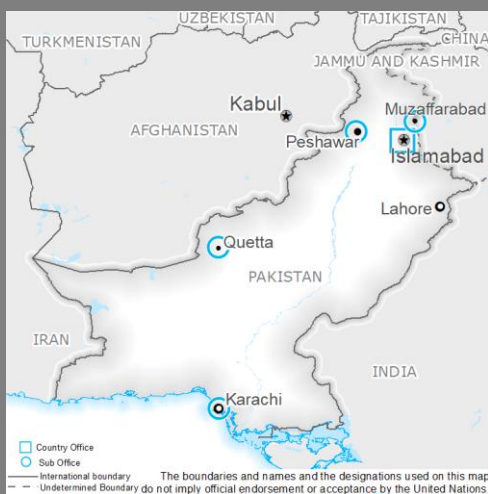 UZBEKISTAN
TAJIKISTAN
TURKMENISTAN
CHINA
JAMMU AND KASHMIR
Kabul
Muzaffarabad
AFGHANISTAN
Peshawar
Islamabad
Lahore
Quetta
PAKISTAN
IRAN
INDIA
Karachi
Country Office
Sub Office
International boundary
Undetermined Boundary
The boundaries and names and the designations used on this map
do not imply official endorsement or acceptance by the United Nations